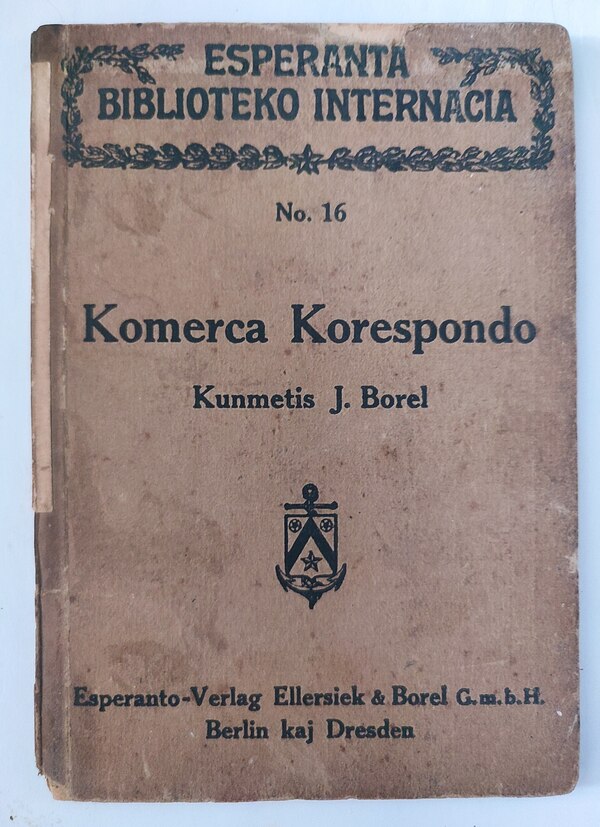 ESPERANTA
BIBLIOTEKO INTERNACIA
No. 16
Komerca Korespondo
Kunmetis J. Borel
Esperanto-Verlag Ellersiek & Borel G.m.b.H.
Berlin kaj Dresden